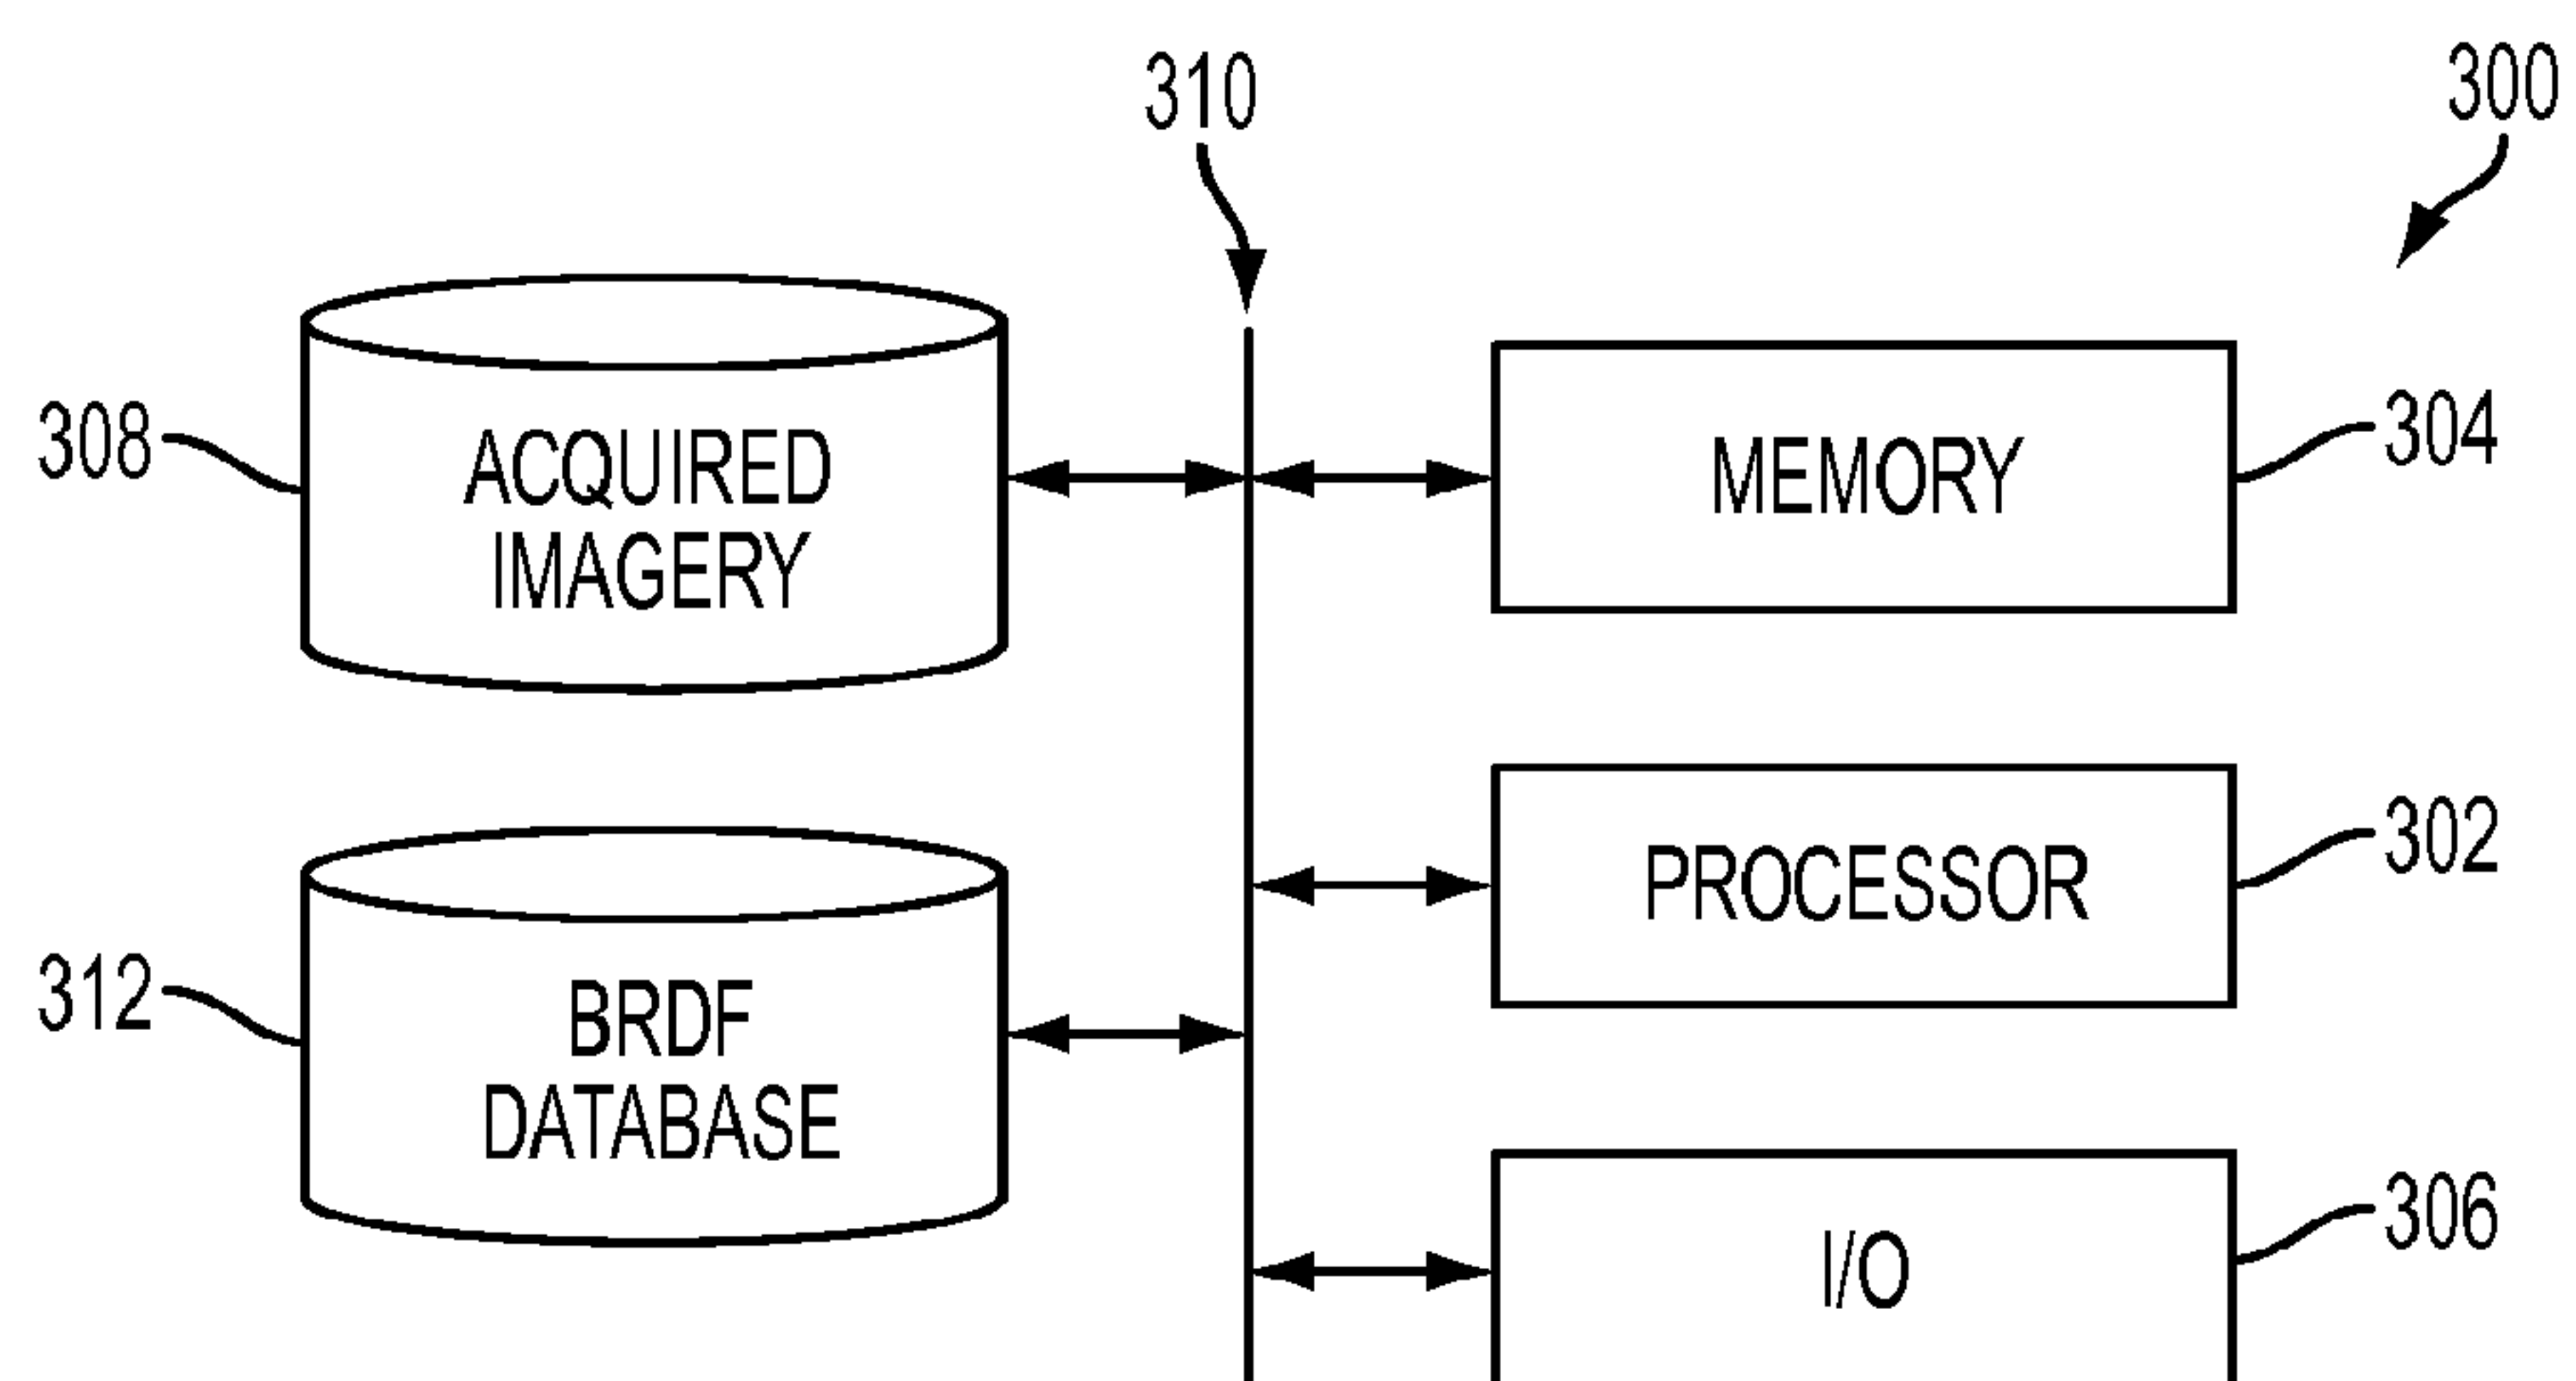 310
300
308
ACQUIRED
IMAGERY
MEMORY
304
PROCESSOR
302
312
BRDF
DATABASE
I/O
306